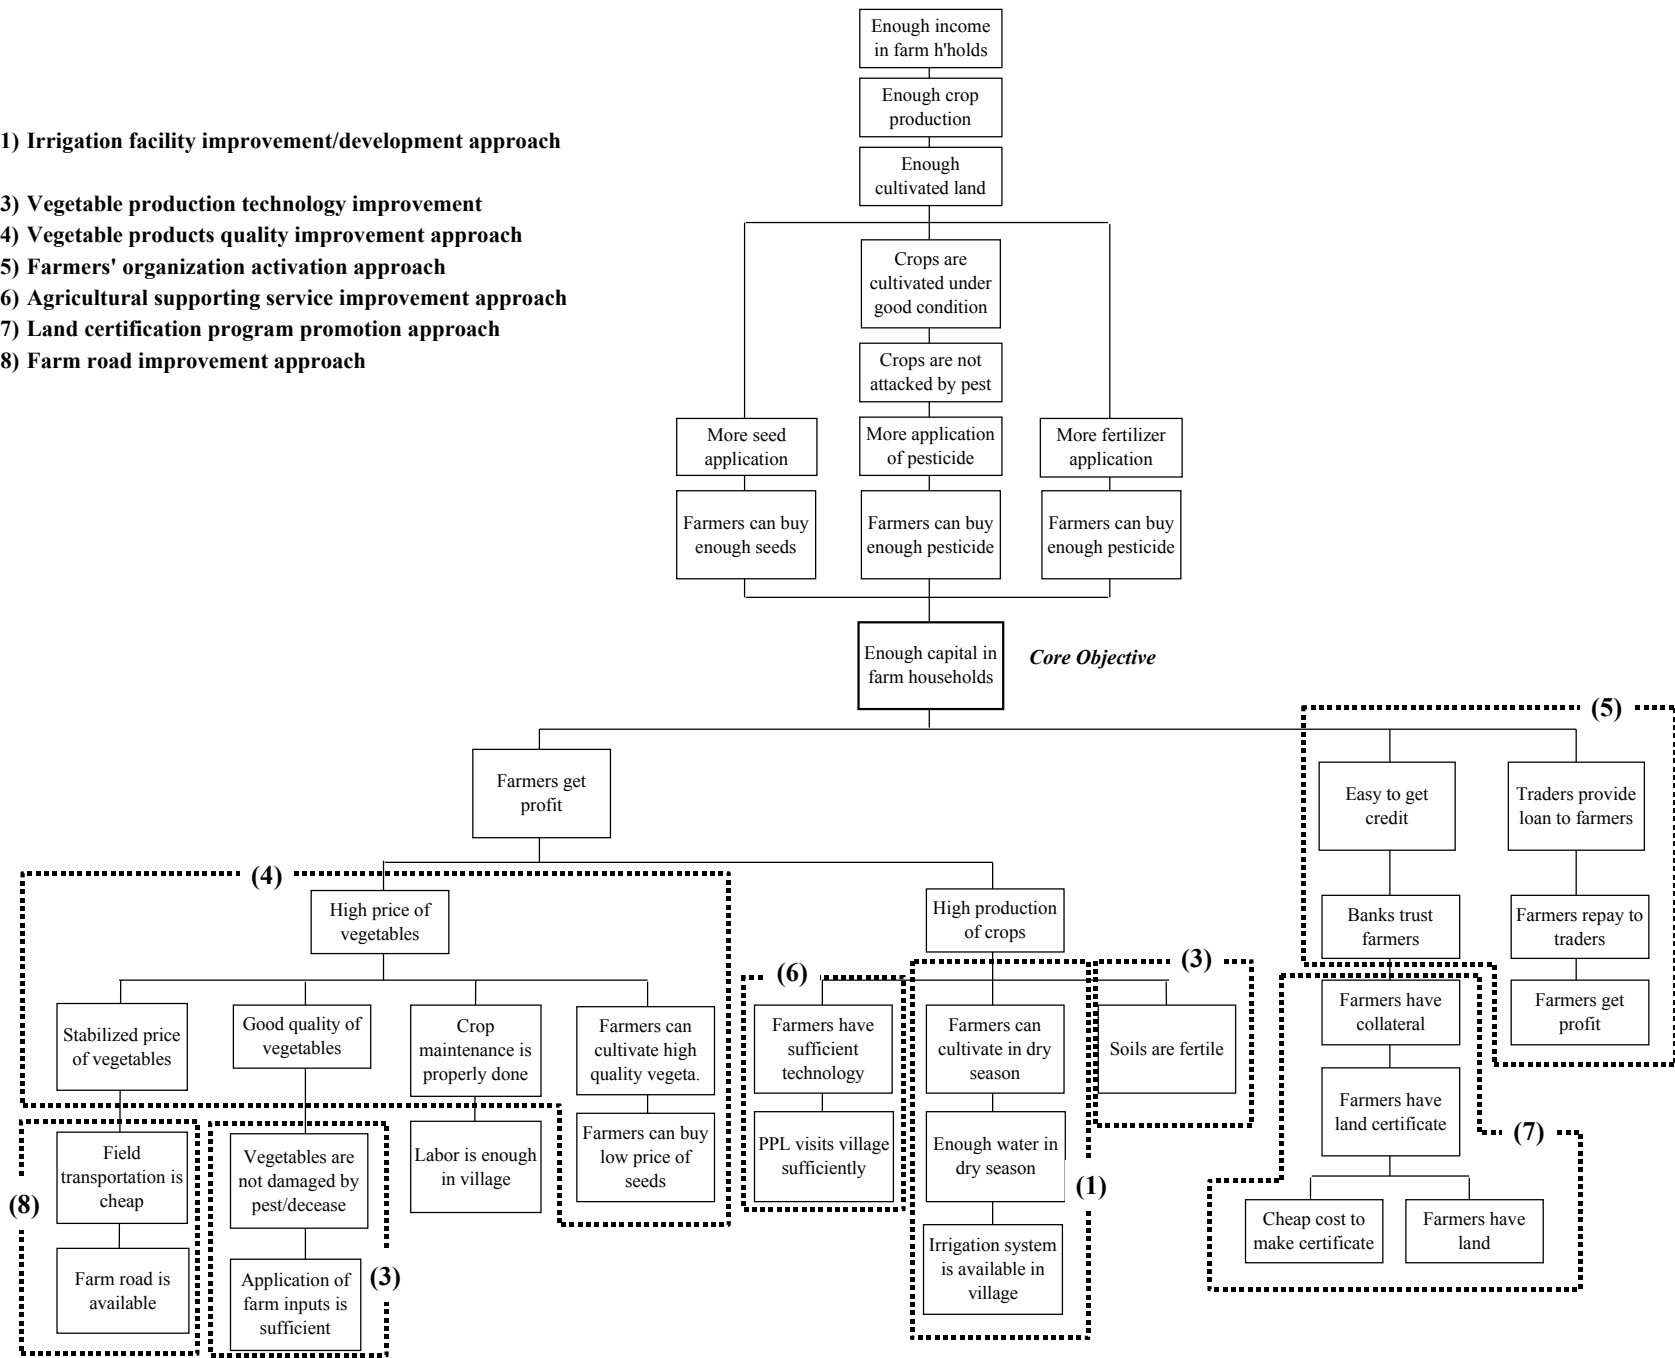 Enough income
in farm h'holds
Enough crop
production
1) Irrigation facility improvement/development approach
Enough
cultivated land
3) Vegetable production technology improvement
4) Vegetable products quality improvement approach
5) Farmers' organization activation approach
6) Agricultural supporting service improvement approach
7) Land certification program promotion approach
8) Farm road improvement approach
Crops are
cultivated under
good condition
Crops are not
attacked by pest
More seed
application
More application
of pesticide
More fertilizer
application
Farmers can buy
enough seeds
Farmers can buy
enough pesticide
Farmers can buy
enough pesticide
Enough capital in
farm households
Core Objective
(5)
Farmers get
profit
Easy to get
credit
Traders provide
loan to farmers
(4)
High price of
vegetables
High production
of crops
Banks trust
farmers
Farmers repay to
traders
(6)
(3)
Stabilized price
of vegetables
Good quality of
vegetables
Crop
maintenance is
properly done
Farmers can
cultivate high
quality vegeta.
Farmers have
sufficient
technology
Farmers can
cultivate in dry
season
Soils are fertile
Farmers have
collateral
Farmers get
profit
Farmers have
land certificate
(7)
Field
transportation is
cheap
Vegetables are
not damaged by
pest/decease
Labor is enough
in village
Farmers can buy
low price of
seeds
PPL visits village
sufficiently
Enough water in
dry season
(1)
(8)
Cheap cost to
make certificate
Farmers have
land
Farm road is
available
Application of
farm inputs is
sufficient
(3)
Irrigation system
is available in
village